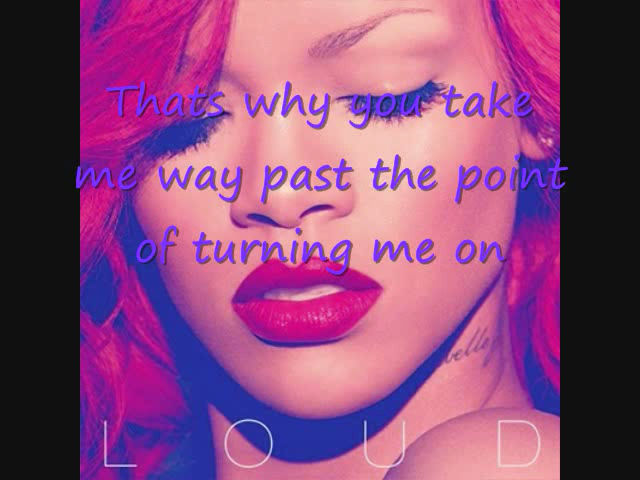 Thats why you take
me way past the point
of turning me on
LOUD